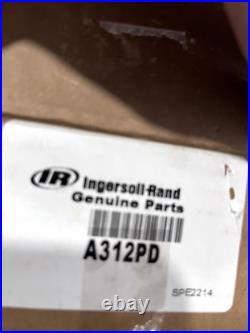 IR Ingersoll-Rand
Genuine Parts
A312PD
SPE2214